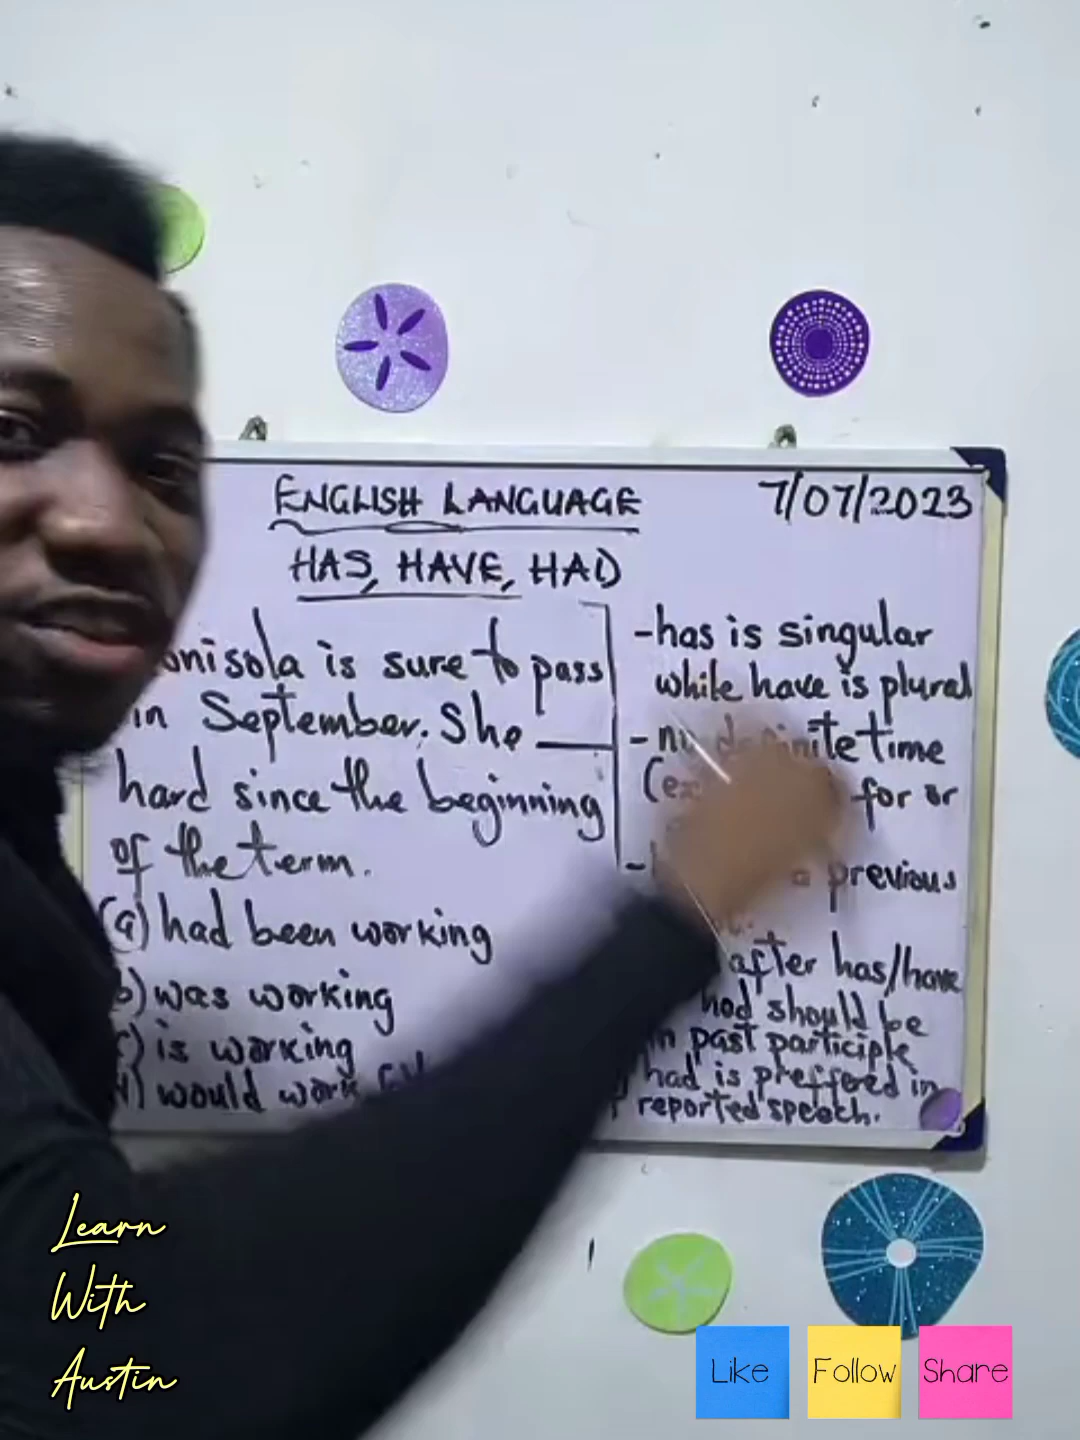 ENGLISH LANGUAGE
7/07/2023
HAS, HAVE, HAD
onisola is sure to pass
in September. She ___
hard since the beginning
of the term.
(a) had been working
b) was working
c) is working
d) would work
-has is singular
while have is plural
- time
for or
- previous
after has/have
had should be
in past participle
had is preffered in
reported speech.
Learn
With
Austin
Like
Follow
Share